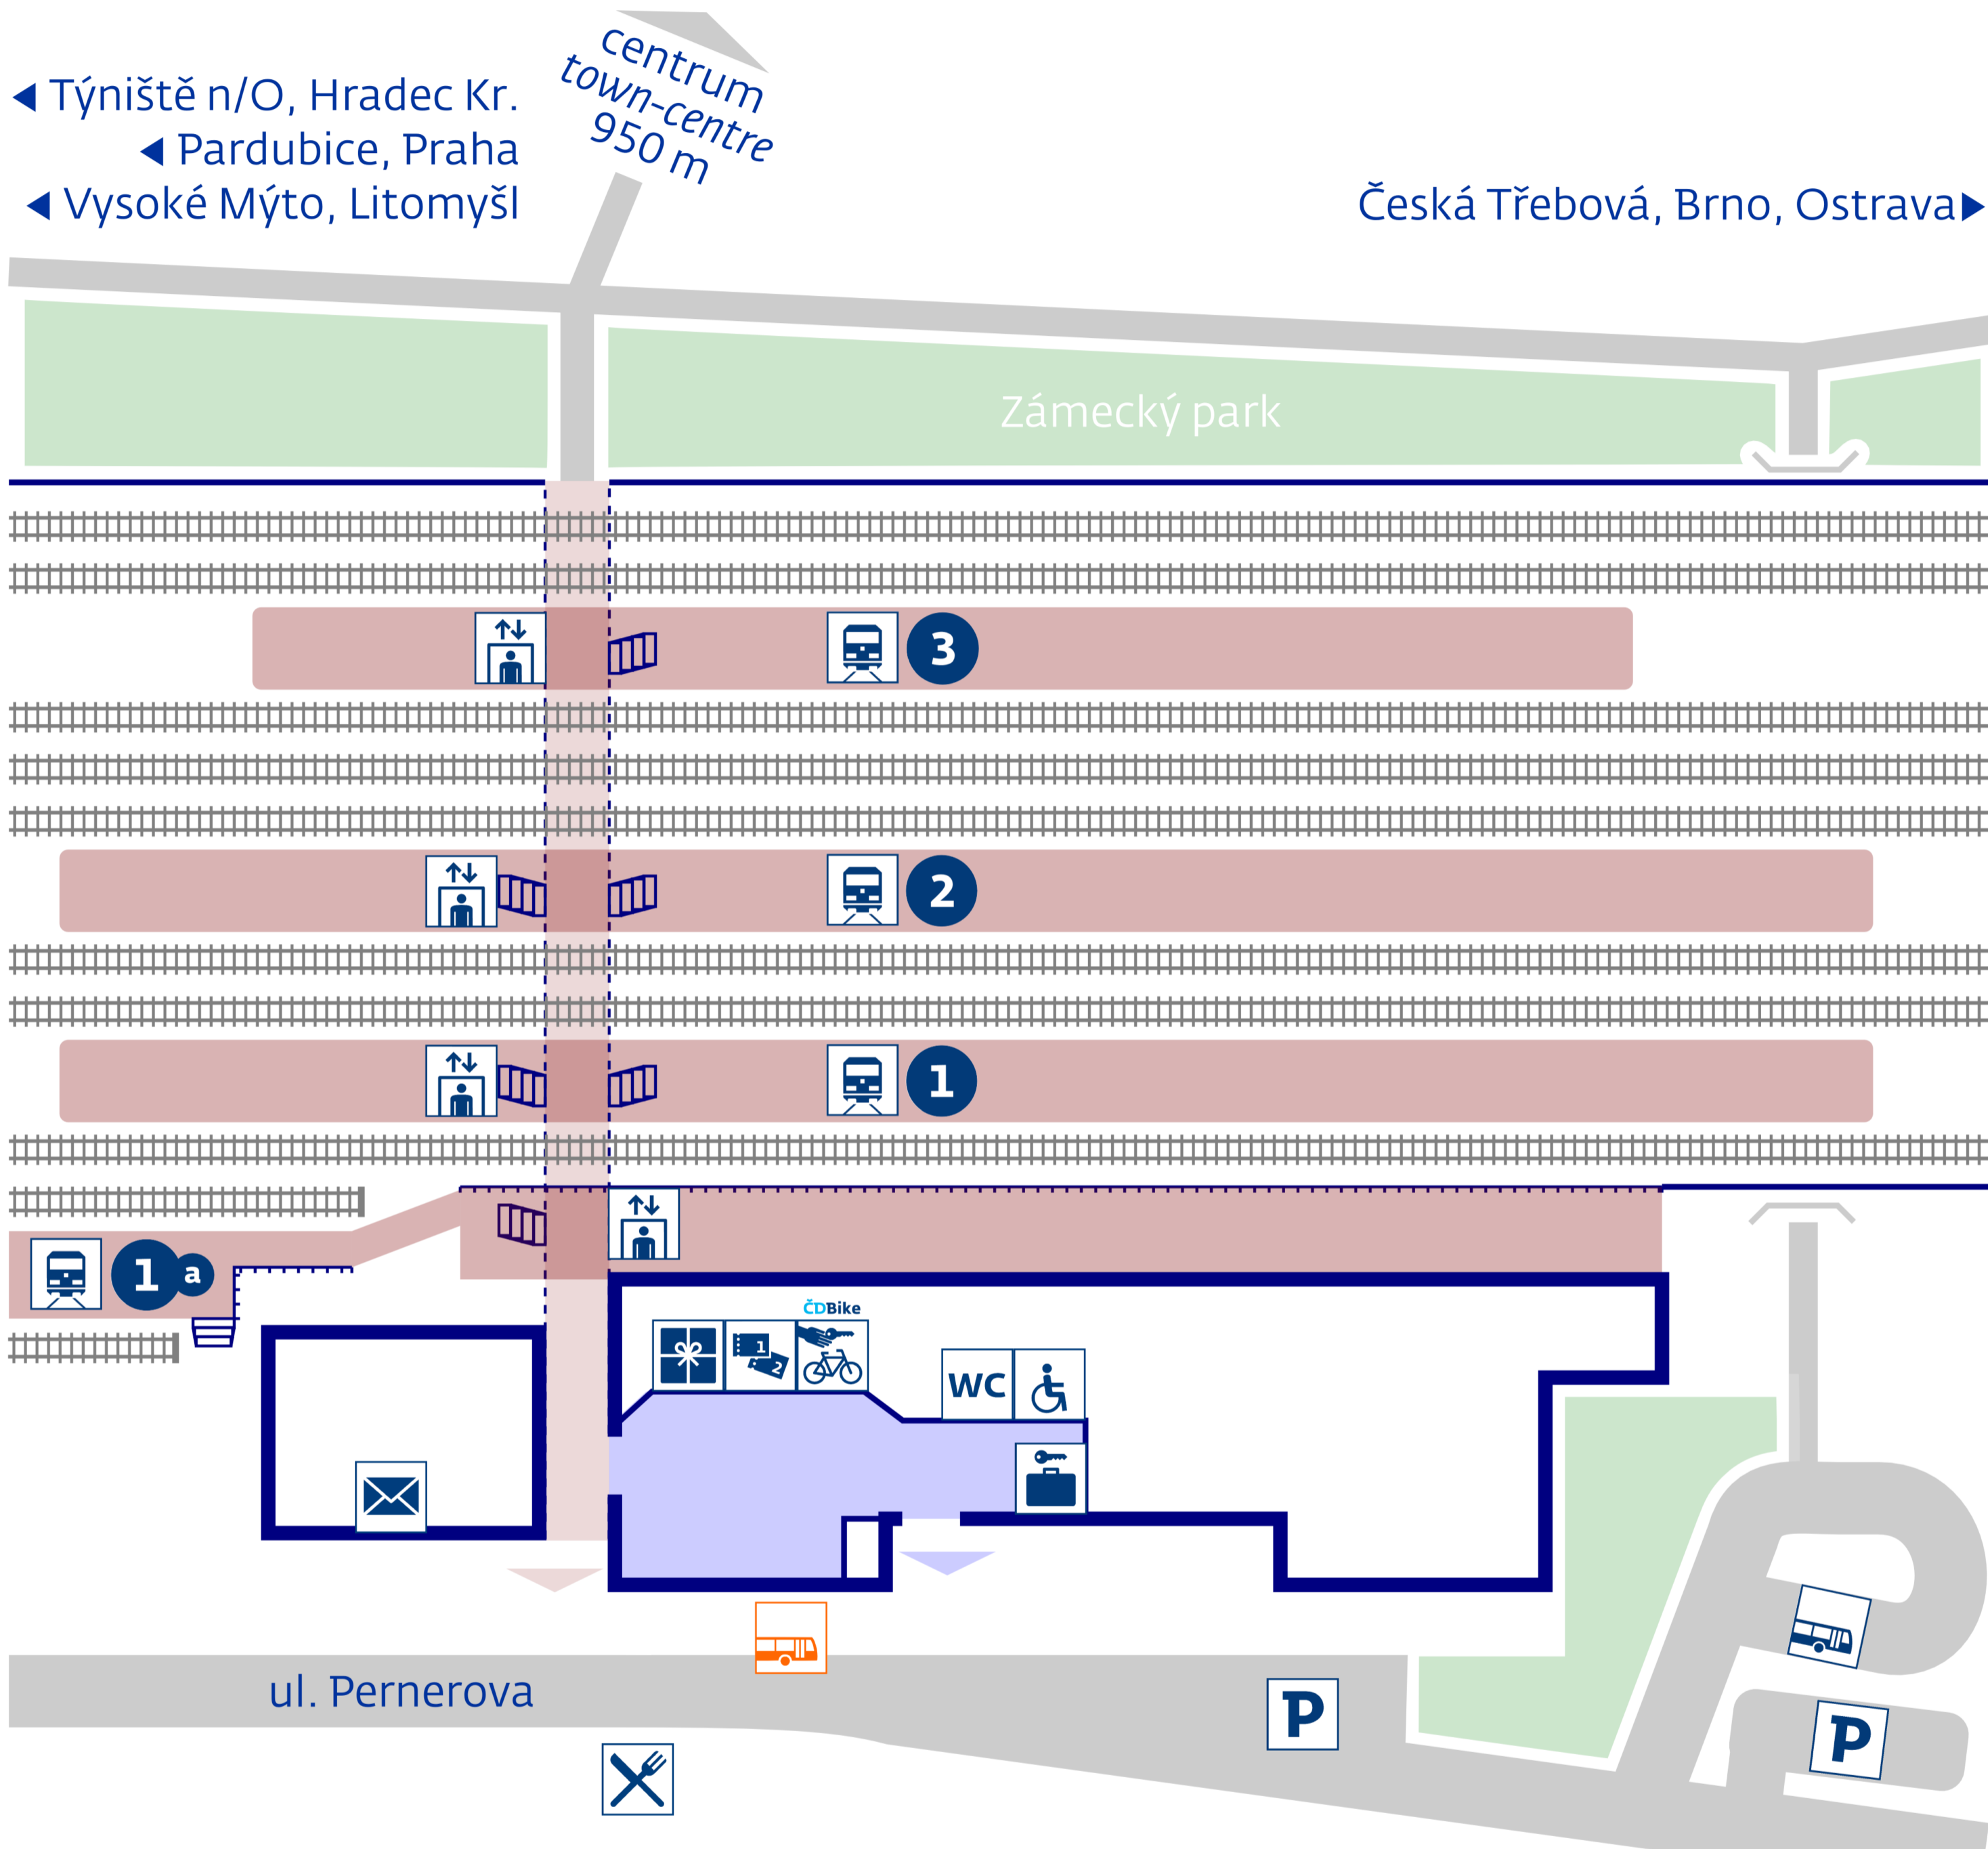 Centrum
town-centre
950 m
Týniště n/O, Hradec Kr.
Pardubice, Praha
Vysoké Mýto, Litomyšl
Česká Třebová, Brno, Ostrava
Zámecký park
3
2
1
1 a
ČDBike
1
2
WC
ul. Pernerova
P
P